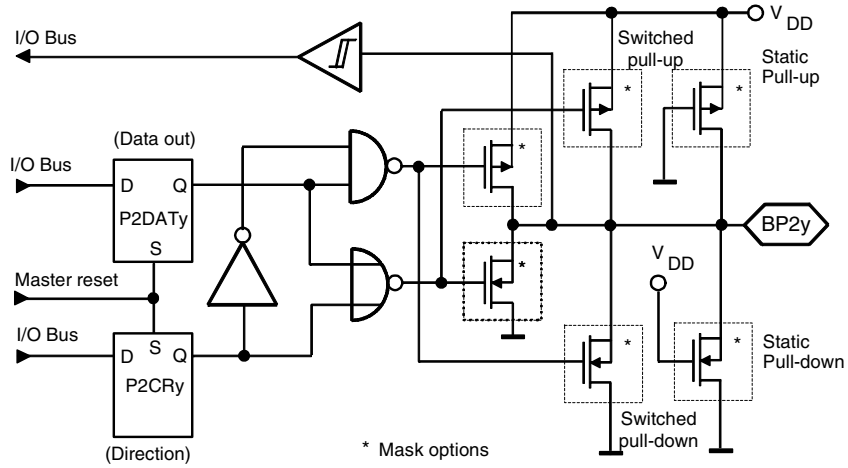 I/O Bus
V
DD
Switched
pull-up
*
Static
Pull-up
*
(Data out)
I/O Bus
D
Q
P2DATy
S
*
BP2y
Master reset
*
V
DD
I/O Bus
S
D
Q
P2CRy
*
*
Static
Pull-down
(Direction)
* Mask options
Switched
pull-down